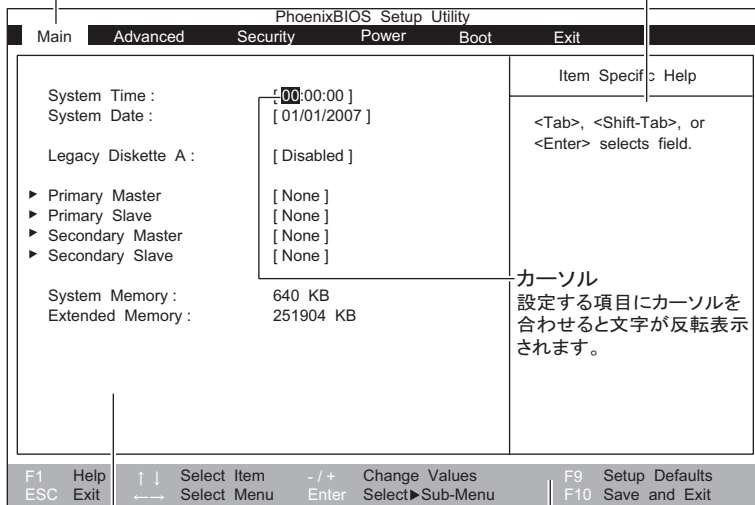 PhoenixBIOS Setup Utility
Main Advanced Security Power Boot Exit
Item Specific Help
System Time : [ 00:00:00 ]
System Date : [ 01/01/2007 ]
<Tab>, <Shift-Tab>, or
<Enter> selects field.
Legacy Diskette A : [ Disabled ]
▶ Primary Master [ None ]
▶ Primary Slave [ None ]
▶ Secondary Master [ None ]
▶ Secondary Slave [ None ]
System Memory : 640 KB
Extended Memory : 251904 KB
カーソル
設定する項目にカーソルを
合わせると文字が反転表示
されます。
F1 Help ↑ ↓ Select Item - / + Change Values F9 Setup Defaults
ESC Exit ←→ Select Menu Enter Select▶Sub-Menu F10 Save and Exit